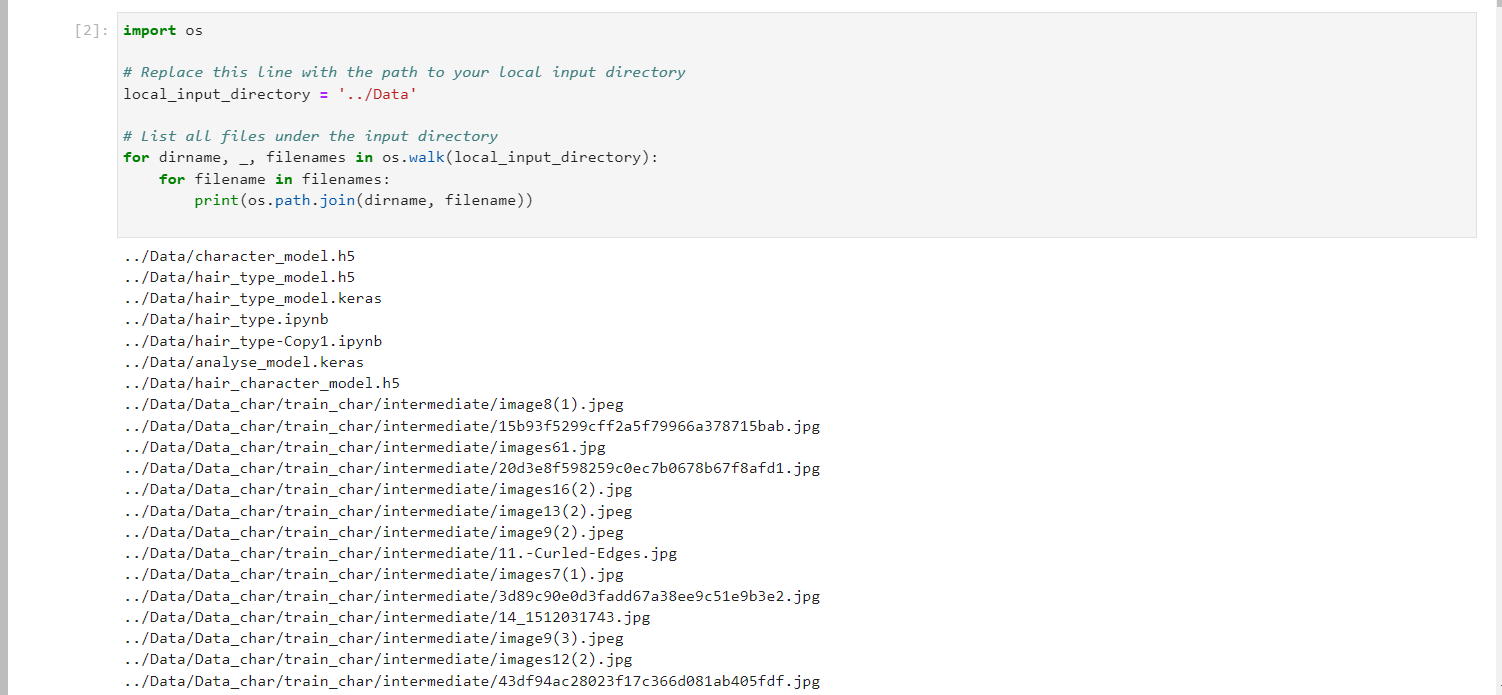 [2]: import os
# Replace this line with the path to your local input directory
local_input_directory = '../Data'
# List all files under the input directory
for dirname, _, filenames in os.walk(local_input_directory):
    for filename in filenames:
        print(os.path.join(dirname, filename))
../Data/character_model.h5
../Data/hair_type_model.h5
../Data/hair_type_model.keras
../Data/hair_type.ipynb
../Data/hair_type-Copy1.ipynb
../Data/analyse_model.keras
../Data/hair_character_model.h5
../Data/Data_char/train_char/intermediate/image8(1).jpeg
../Data/Data_char/train_char/intermediate/15b93f5299cff2a5f79966a378715bab.jpg
../Data/Data_char/train_char/intermediate/images61.jpg
../Data/Data_char/train_char/intermediate/20d3e8f598259c0ec7b0678b67f8afd1.jpg
../Data/Data_char/train_char/intermediate/images16(2).jpg
../Data/Data_char/train_char/intermediate/image13(2).jpeg
../Data/Data_char/train_char/intermediate/image9(2).jpeg
../Data/Data_char/train_char/intermediate/11.-Curled-Edges.jpg
../Data/Data_char/train_char/intermediate/images7(1).jpg
../Data/Data_char/train_char/intermediate/3d89c90e0d3fadd67a38ee9c51e9b3e2.jpg
../Data/Data_char/train_char/intermediate/14_1512031743.jpg
../Data/Data_char/train_char/intermediate/image9(3).jpeg
../Data/Data_char/train_char/intermediate/images12(2).jpg
../Data/Data_char/train_char/intermediate/43df94ac28023f17c366d081ab405fdf.jpg